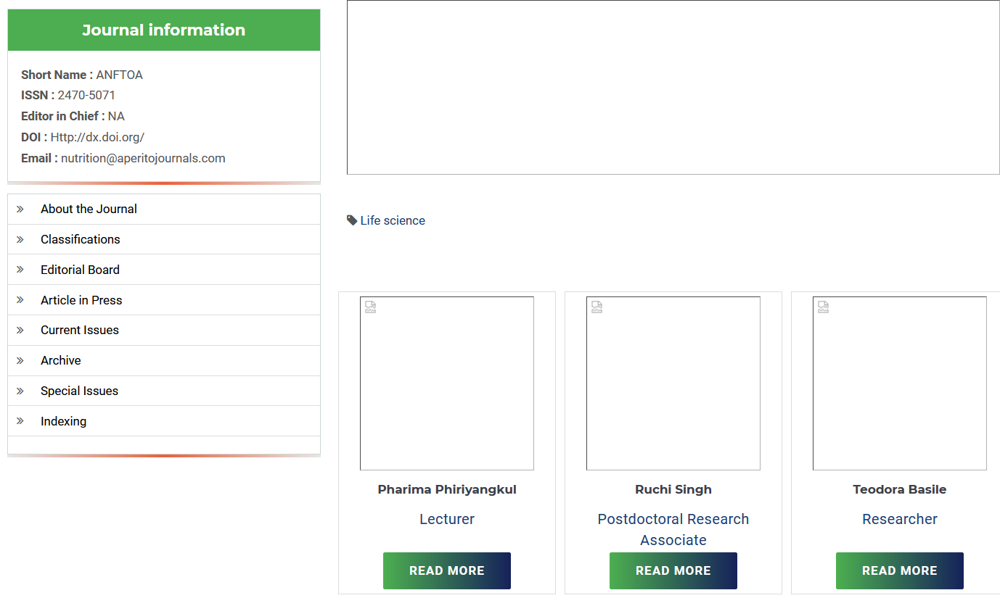 Journal information
Short Name : ANFTOA
ISSN : 2470-5071
Editor in Chief : NA
DOI : Http://dx.doi.org/
Email : nutrition@aperitojournals.com
About the Journal
Classifications
Editorial Board
Article in Press
Current Issues
Archive
Special Issues
Indexing
Life science
Pharima Phiriyangkul
Lecturer
READ MORE
Ruchi Singh
Postdoctoral Research
Associate
READ MORE
Teodora Basile
Researcher
READ MORE